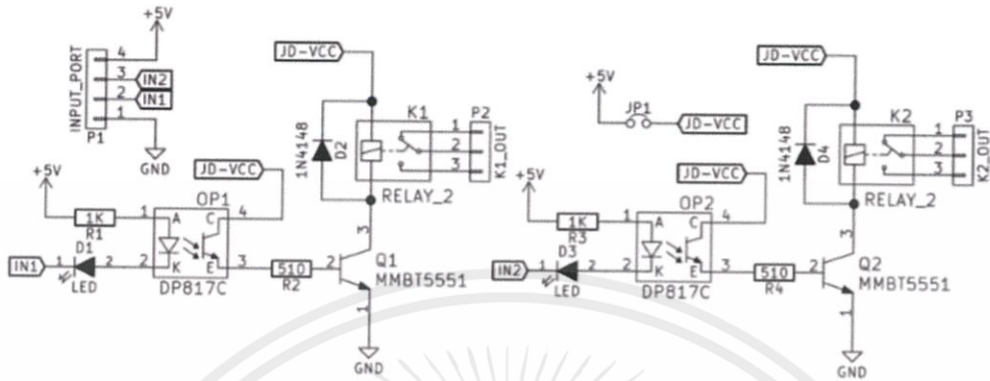 +5V
INPUT_PORT
4
3
2
1
IN2
IN1
P1
GND
JD-VCC
1N4148
D2
K1
P2
1
2
3
K1_OUT
RELAY_2
+5V
JP1
JD-VCC
JD-VCC
1N4148
D4
K2
P3
1
2
3
K2_OUT
RELAY_2
+5V
JD-VCC
OP1
1K
R1
1
A
C
4
IN1
1
D1
2
LED
2
K
E
3
DP817C
510
R2
2
3
Q1
MMBT5551
1
GND
+5V
JD-VCC
OP2
1K
R3
1
A
C
4
IN2
1
D3
2
LED
2
K
E
3
DP817C
510
R4
2
3
Q2
MMBT5551
1
GND